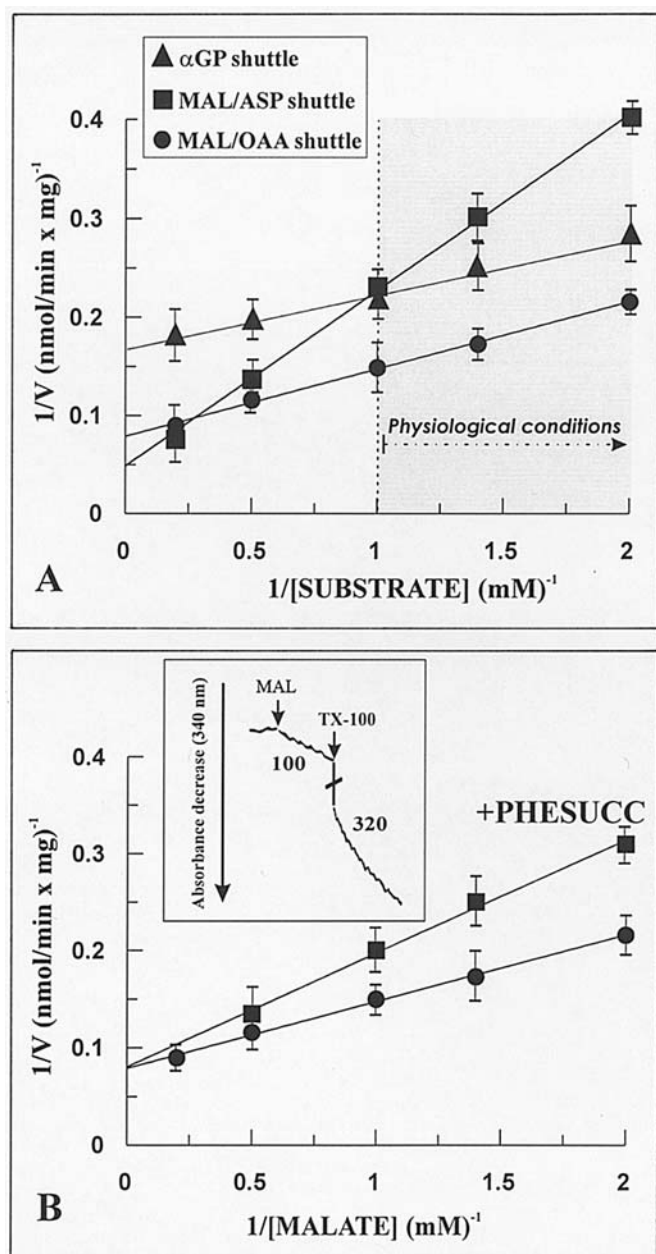 αGP shuttle
MAL/ASP shuttle
MAL/OAA shuttle
0.4
0.3
0.2
0.1
0
1/V (nmol/min x mg)⁻¹
Physiological conditions
0 0.5 1 1.5 2
1/[SUBSTRATE] (mM)⁻¹
A
MAL
TX-100
100
320
Absorbance decrease (340 nm)
+PHESUCC
0.4
0.3
0.2
0.1
0
1/V (nmol/min x mg)⁻¹
0 0.5 1 1.5 2
1/[MALATE] (mM)⁻¹
B